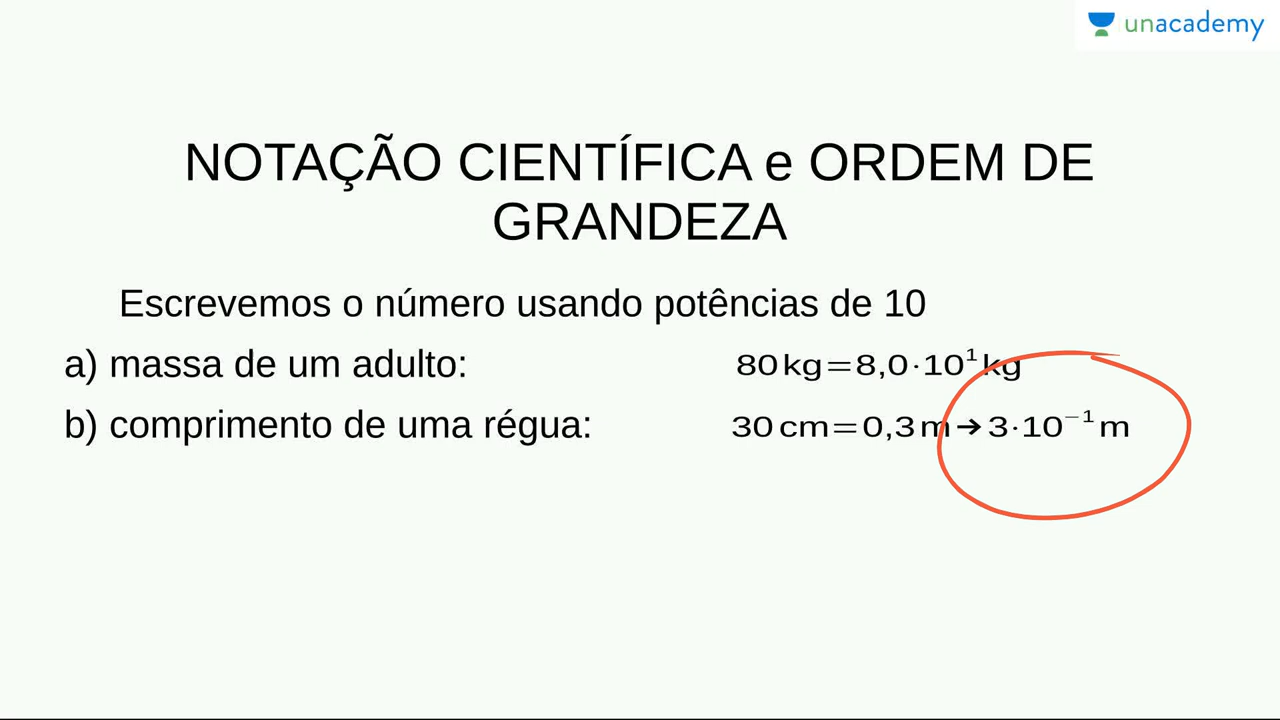 unacademy
NOTAÇÃO CIENTÍFICA e ORDEM DE
GRANDEZA
Escrevemos o número usando potências de 10
a) massa de um adulto: 80 kg=8,0·10¹ kg
b) comprimento de uma régua: 30 cm=0,3 m→3·10⁻¹ m